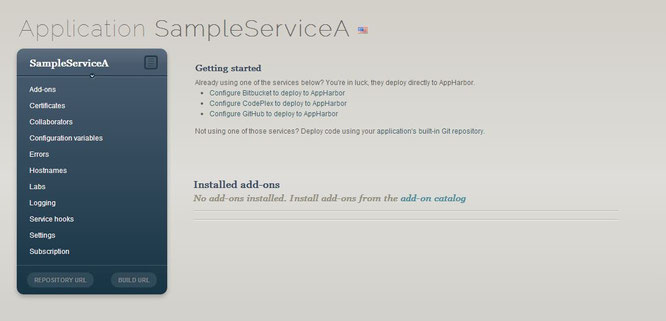 Application SampleServiceA
SampleServiceA
Add-ons
Certificates
Collaborators
Configuration variables
Errors
Hostnames
Labs
Logging
Service hooks
Settings
Subscription
REPOSITORY URL
BUILD URL
Getting started
Already using one of the services below? You're in luck, they deploy directly to AppHarbor.
• Configure Bitbucket to deploy to AppHarbor
• Configure CodePlex to deploy to AppHarbor
• Configure GitHub to deploy to AppHarbor
Not using one of those services? Deploy code using your application's built-in Git repository.
Installed add-ons
No add-ons installed. Install add-ons from the add-on catalog